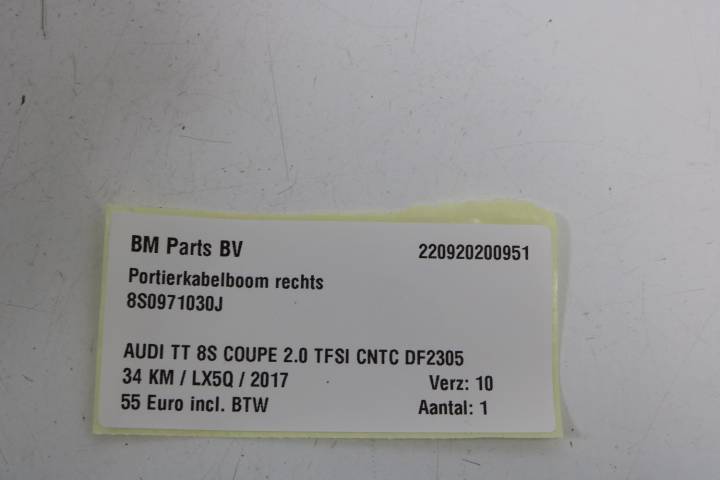 BM Parts BV 220920200951
Portierkabelboom rechts
8S0971030J
AUDI TT 8S COUPE 2.0 TFSI CNTC DF2305
34 KM / LX5Q / 2017 Verz: 10
55 Euro incl. BTW Aantal: 1